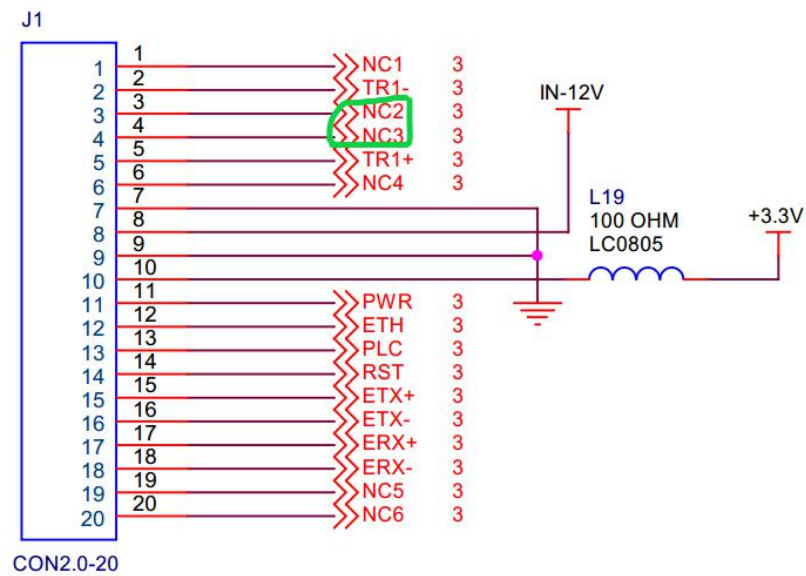 J1
1 1 NC1 3
2 2 TR1- 3
3 3 NC2 3
4 4 NC3 3
5 5 TR1+ 3
6 6 NC4 3
7 7
8 8
9 9
10 10
IN-12V
L19
100 OHM
LC0805
+3.3V
11 11 PWR 3
12 12 ETH 3
13 13 PLC 3
14 14 RST 3
15 15 ETX+ 3
16 16 ETX- 3
17 17 ERX+ 3
18 18 ERX- 3
19 19 NC5 3
20 20 NC6 3
CON2.0-20